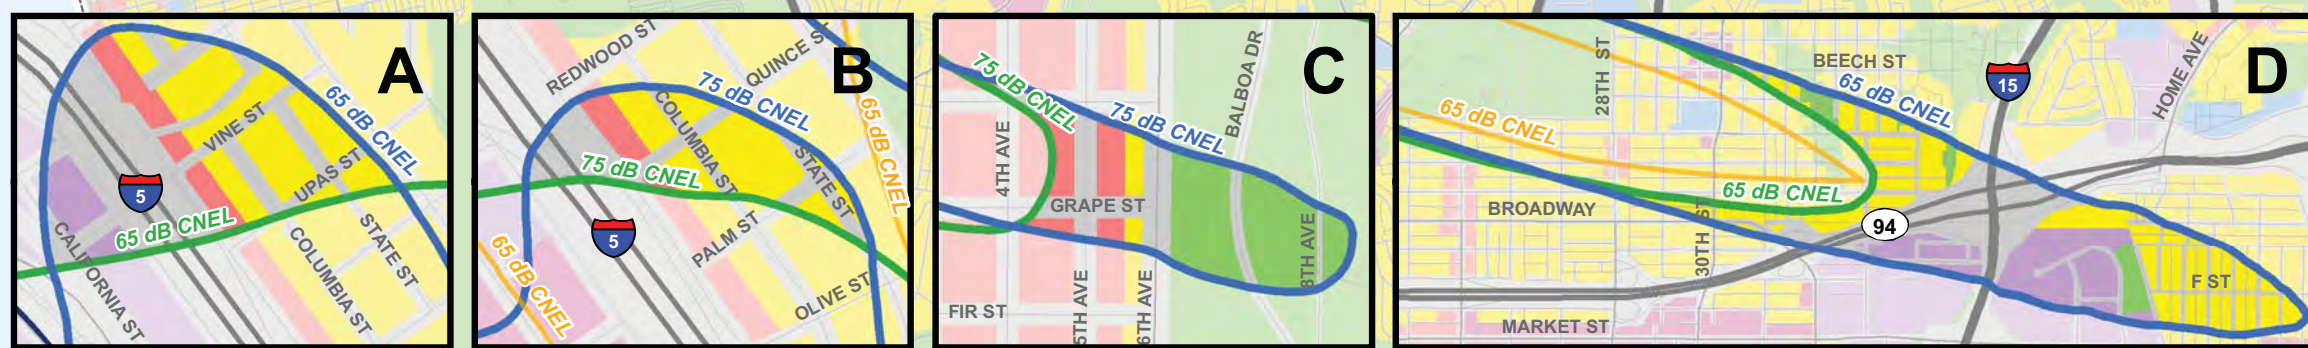 A
VINE ST
UPAS ST
65 dB CNEL
5
65 dB CNEL
CALIFORNIA ST
COLUMBIA ST
STATE ST
B
REDWOOD ST
QUINCE ST
75 dB CNEL
65 dB CNEL
COLUMBIA ST
STATE ST
75 dB CNEL
5
PALM ST
OLIVE ST
65 dB CNEL
C
75 dB CNEL
75 dB CNEL
BALBOA DR
4TH AVE
GRAPE ST
8TH AVE
5TH AVE
6TH AVE
FIR ST
D
28TH ST
BEECH ST
65 dB CNEL
15
HOME AVE
65 dB CNEL
65 dB CNEL
BROADWAY
30TH ST
94
F ST
MARKET ST